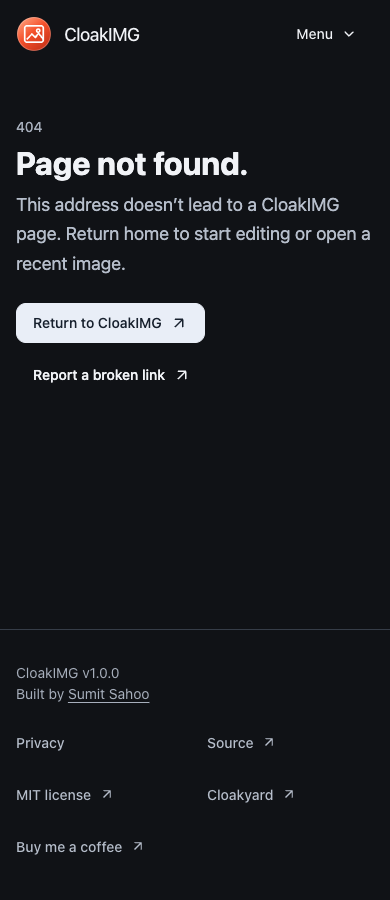 CloakIMG
Menu
404
Page not found.
This address doesn’t lead to a CloakIMG
page. Return home to start editing or open a
recent image.
Return to CloakIMG
Report a broken link
CloakIMG v1.0.0
Built by Sumit Sahoo
Privacy
Source
MIT license
Cloakyard
Buy me a coffee